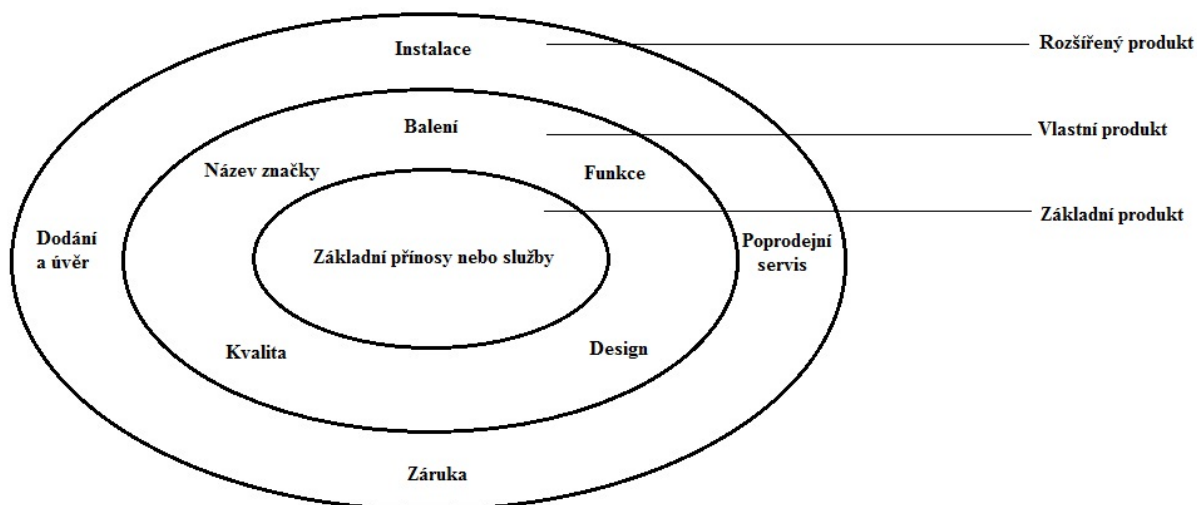 Instalace
Rozšířený produkt
Balení
Vlastní produkt
Název značky
Funkce
Základní produkt
Dodání
a úvěr
Základní přínosy nebo služby
Poprodejní
servis
Kvalita
Design
Záruka